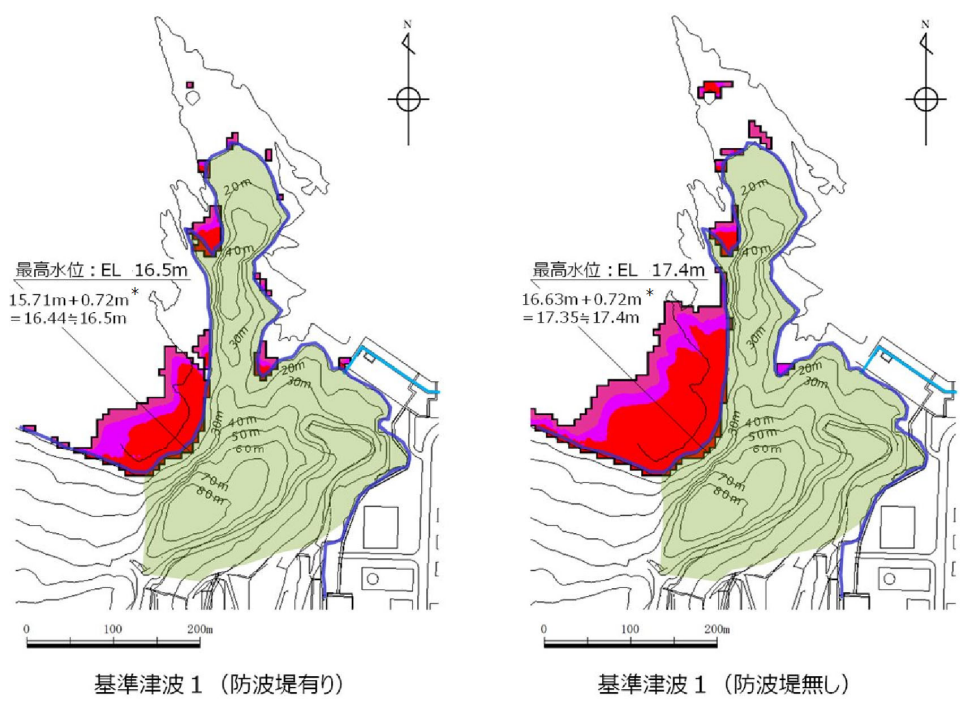 N
20m
40m
最高水位：EL 16.5m
15.71m＋0.72m*
＝16.44≒16.5m
30m
20m
30m
30m
40m
50m
60m
70m
80m
0 100 200m
基準津波１（防波堤有り）
N
20m
40m
最高水位：EL 17.4m
16.63m＋0.72m*
＝17.35≒17.4m
30m
20m
30m
30m
40m
50m
60m
70m
80m
0 100 200m
基準津波１（防波堤無し）